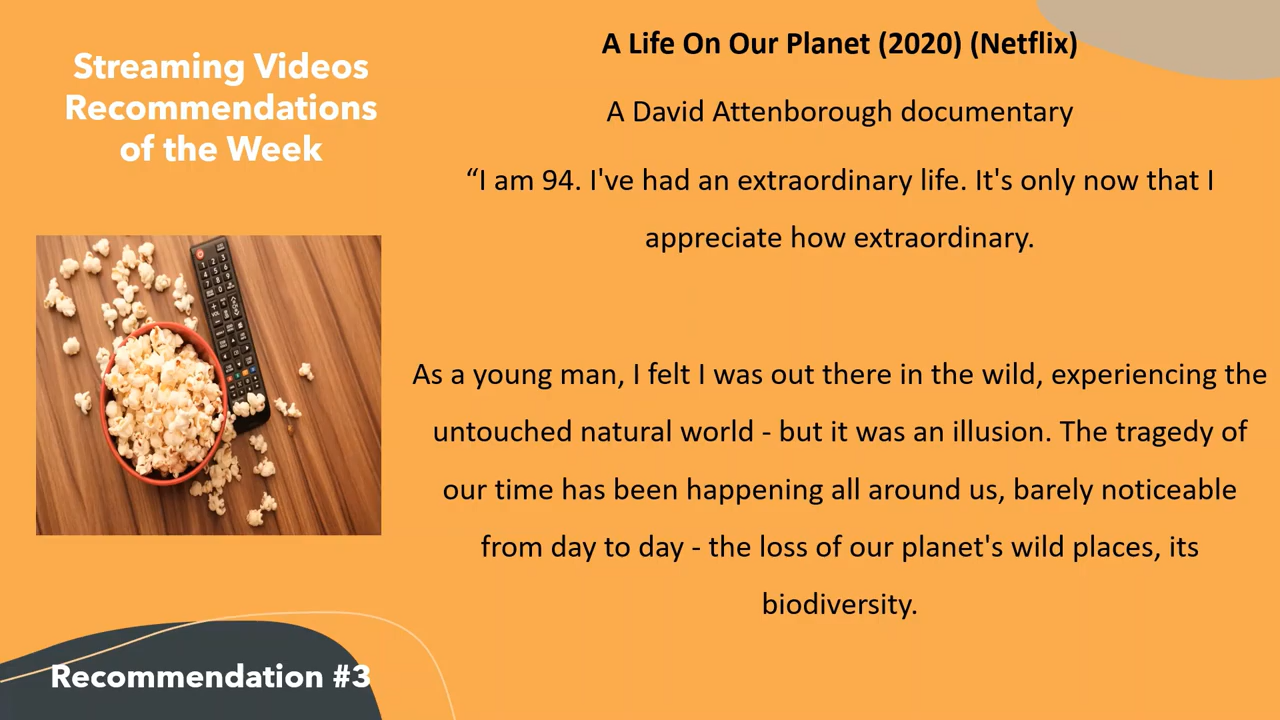 Streaming Videos
Recommendations
of the Week
A Life On Our Planet (2020) (Netflix)
A David Attenborough documentary
“I am 94. I've had an extraordinary life. It's only now that I
appreciate how extraordinary.
As a young man, I felt I was out there in the wild, experiencing the
untouched natural world - but it was an illusion. The tragedy of
our time has been happening all around us, barely noticeable
from day to day - the loss of our planet's wild places, its
biodiversity.
Recommendation #3